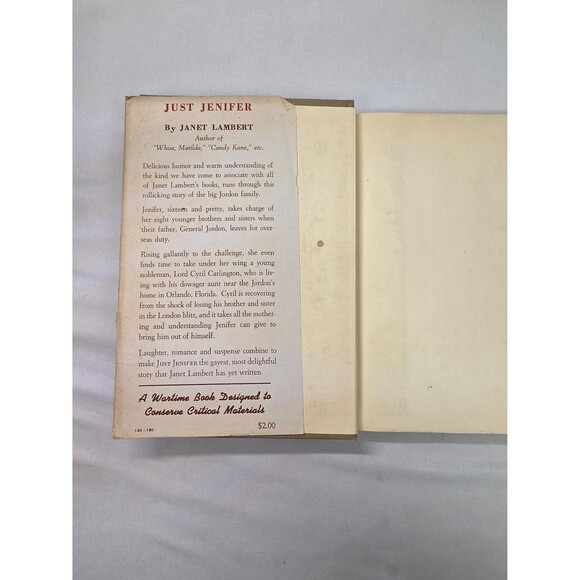 JUST JENIFER
By JANET LAMBERT
Author of
"Whoa, Matilda," "Candy Kane," etc.
Delicious humor and warm understanding of
the kind we have come to associate with all
of Janet Lambert's books, runs through this
rollicking story of the big Jordon family.
Jenifer, sixteen and pretty, takes charge of
her eight younger brothers and sisters when
their father, General Jordon, leaves for over-
seas duty.
Rising gallantly to the challenge, she even
finds time to take under her wing a young
nobleman, Lord Cyril Carlington, who is liv-
ing with his dowager aunt near the Jordon's
home in Orlando, Florida. Cyril is recovering
from the shock of losing his brother and sister
in the London blitz, and it takes all the mother-
ing and understanding Jenifer can give to
bring him out of himself.
Laughter, romance and suspense combine to
make JUST JENIFER the gayest, most delightful
story that Janet Lambert has yet written.
A Wartime Book Designed to
Conserve Critical Materials
$2.00